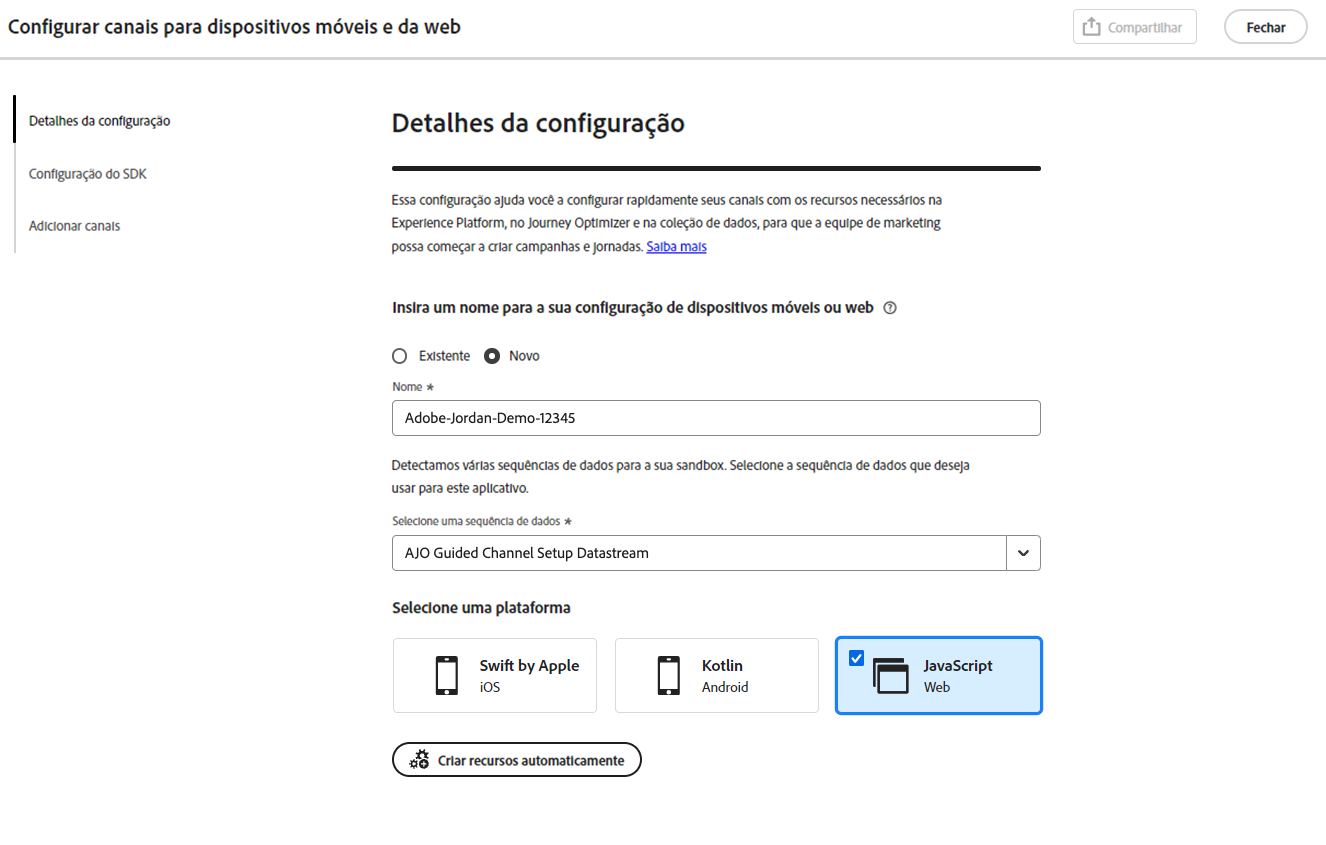 Configurar canais para dispositivos móveis e da web
Compartilhar
Fechar
Detalhes da configuração
Configuração do SDK
Adicionar canais
Detalhes da configuração
Essa configuração ajuda você a configurar rapidamente seus canais com os recursos necessários na
Experience Platform, no Journey Optimizer e na coleção de dados, para que a equipe de marketing
possa começar a criar campanhas e jornadas. Saiba mais
Insira um nome para a sua configuração de dispositivos móveis ou web
Existente
Novo
Nome *
Adobe-Jordan-Demo-12345
Detectamos várias sequências de dados para a sua sandbox. Selecione a sequência de dados que deseja
usar para este aplicativo.
Selecione uma sequência de dados *
AJO Guided Channel Setup Datastream
Selecione uma plataforma
Swift by Apple
iOS
Kotlin
Android
JavaScript
Web
Criar recursos automaticamente